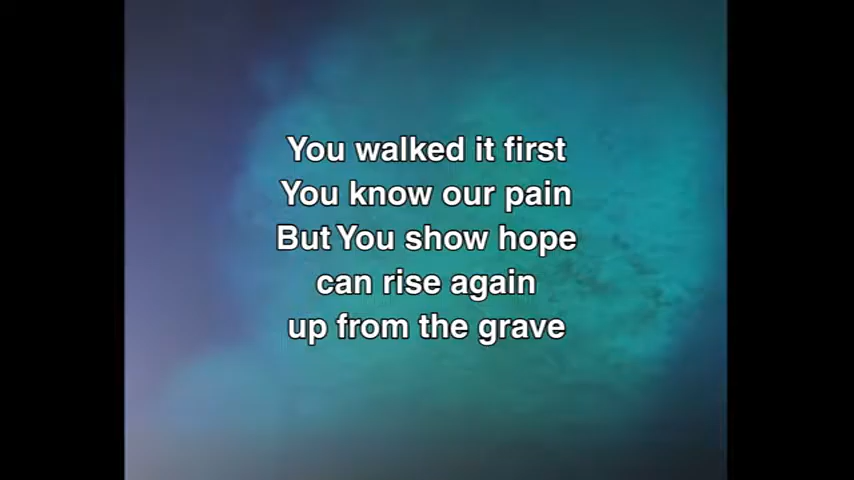 You walked it first
You know our pain
But You show hope
can rise again
up from the grave